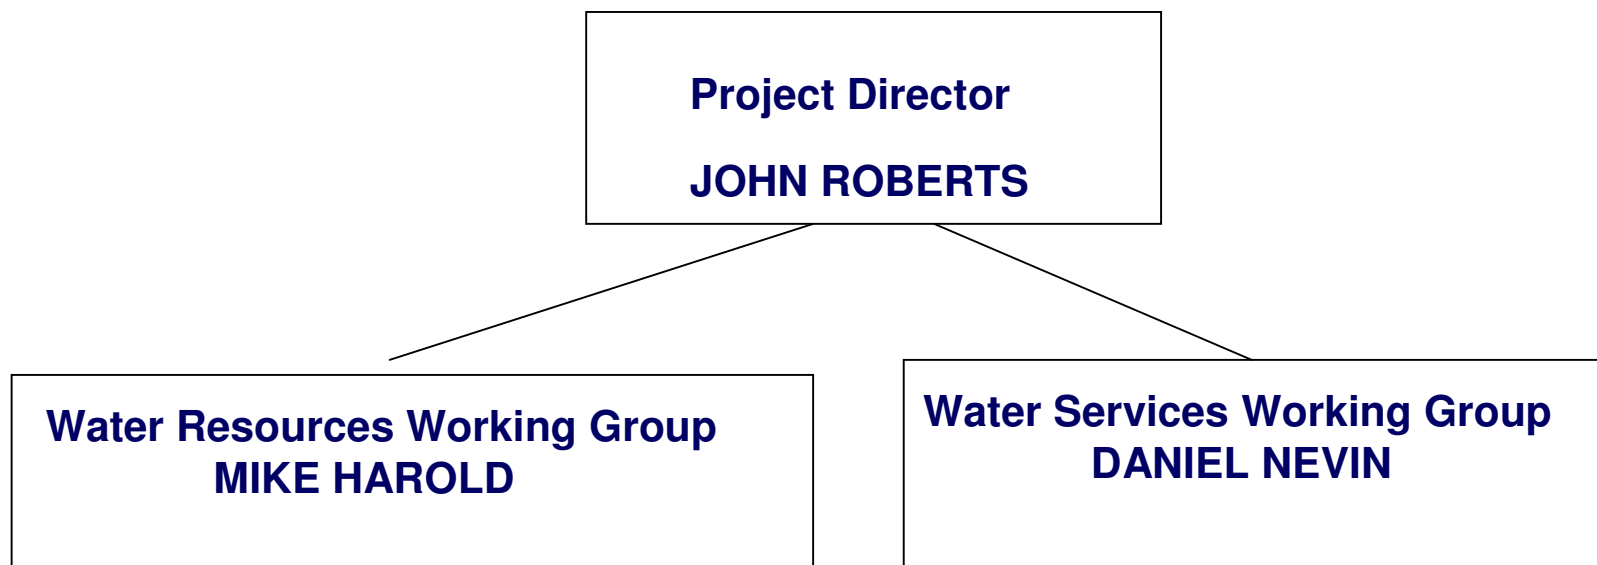 Project Director
JOHN ROBERTS
Water Resources Working Group
MIKE HAROLD
Water Services Working Group
DANIEL NEVIN